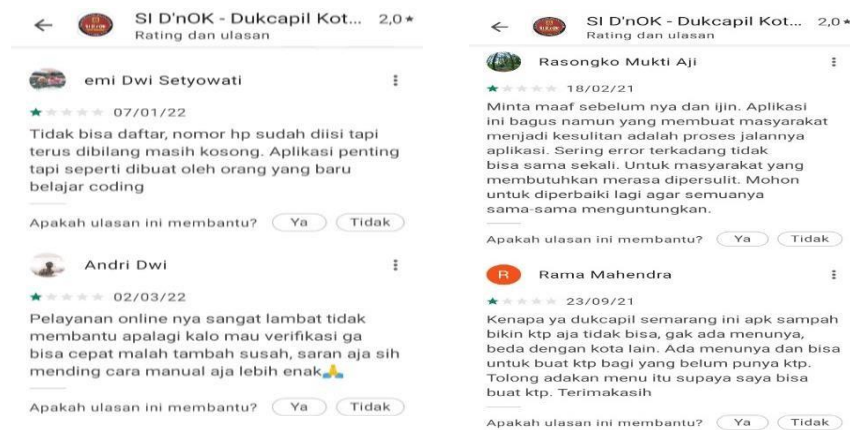 SI D'nOK - Dukcapil Kot... 2,0★
Rating dan ulasan
emi Dwi Setyowati
07/01/22
Tidak bisa daftar, nomor hp sudah diisi tapi
terus dibilang masih kosong. Aplikasi penting
tapi seperti dibuat oleh orang yang baru
belajar coding
Apakah ulasan ini membantu? Ya Tidak
Andri Dwi
02/03/22
Pelayanan online nya sangat lambat tidak
membantu apalagi kalo mau verifikasi ga
bisa cepat malah tambah susah, saran aja sih
mending cara manual aja lebih enak🙏
Apakah ulasan ini membantu? Ya Tidak
SI D'nOK - Dukcapil Kot... 2,0★
Rating dan ulasan
Rasongko Mukti Aji
18/02/21
Minta maaf sebelum nya dan ijin. Aplikasi
ini bagus namun yang membuat masyarakat
menjadi kesulitan adalah proses jalannya
aplikasi. Sering error terkadang tidak
bisa sama sekali. Untuk masyarakat yang
membutuhkan merasa dipersulit. Mohon
untuk diperbaiki lagi agar semuanya
sama-sama menguntungkan.
Apakah ulasan ini membantu? Ya Tidak
R
Rama Mahendra
23/09/21
Kenapa ya dukcapil semarang ini apk sampah
bikin ktp aja tidak bisa, gak ada menunya,
beda dengan kota lain. Ada menunya dan bisa
untuk buat ktp bagi yang belum punya ktp.
Tolong adakan menu itu supaya saya bisa
buat ktp. Terimakasih
Apakah ulasan ini membantu? Ya Tidak